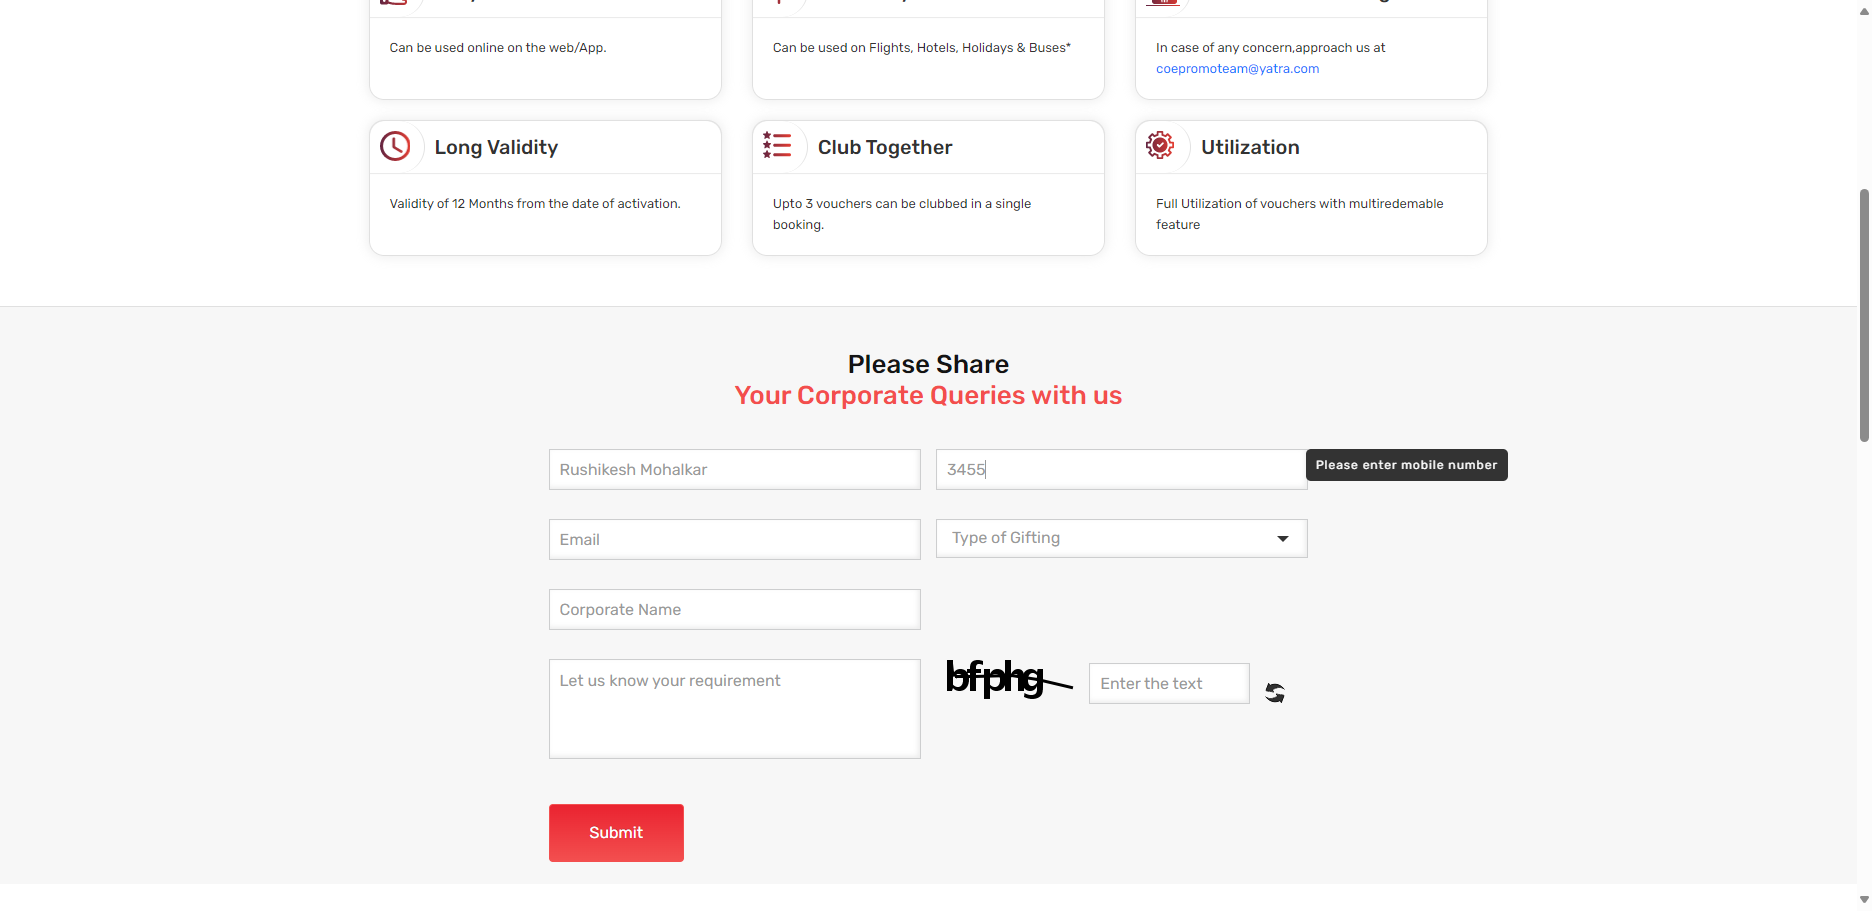 Can be used online on the web/App.
Can be used on Flights, Hotels, Holidays & Buses*
In case of any concern,approach us at
coepromoteam@yatra.com
Long Validity
Validity of 12 Months from the date of activation.
Club Together
Upto 3 vouchers can be clubbed in a single
booking.
Utilization
Full Utilization of vouchers with multiredemable
feature
Please Share
Your Corporate Queries with us
Rushikesh Mohalkar
3455
Please enter mobile number
Email
Type of Gifting
Corporate Name
Let us know your requirement
bfphg
Enter the text
Submit